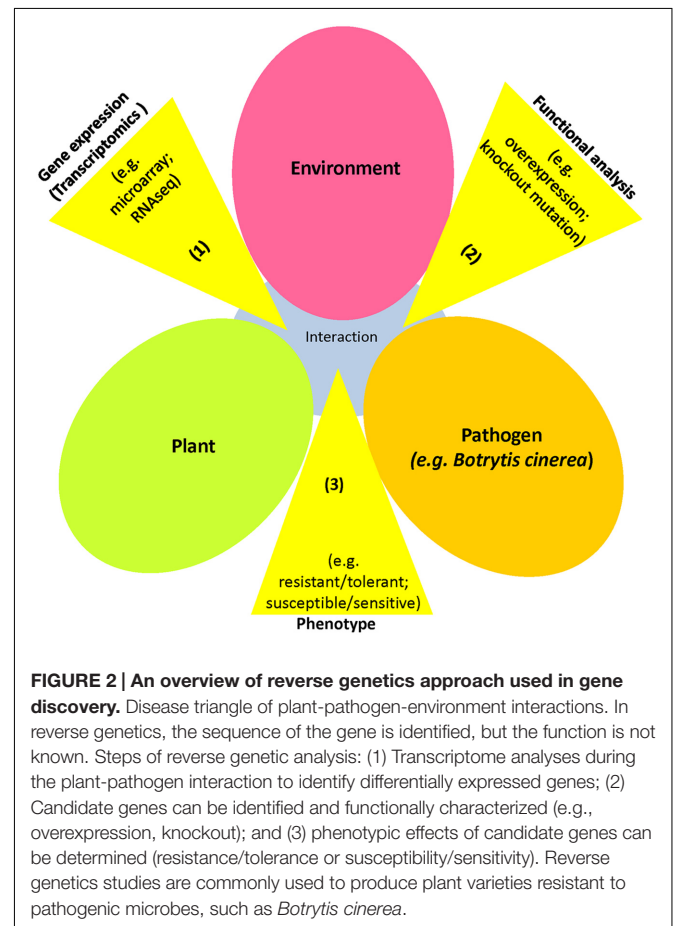 Environment
Gene expression
(Transcriptomics )
(e.g.
microarray;
RNAseq)
(1)
Functional analysis
(e.g.
overexpression;
knockout mutation)
(2)
Interaction
Plant
Pathogen
(e.g. Botrytis cinerea)
(3)
(e.g.
resistant/tolerant;
susceptible/sensitive)
Phenotype
FIGURE 2 | An overview of reverse genetics approach used in gene
discovery. Disease triangle of plant-pathogen-environment interactions. In
reverse genetics, the sequence of the gene is identified, but the function is not
known. Steps of reverse genetic analysis: (1) Transcriptome analyses during
the plant-pathogen interaction to identify differentially expressed genes; (2)
Candidate genes can be identified and functionally characterized (e.g.,
overexpression, knockout); and (3) phenotypic effects of candidate genes can
be determined (resistance/tolerance or susceptibility/sensitivity). Reverse
genetics studies are commonly used to produce plant varieties resistant to
pathogenic microbes, such as Botrytis cinerea.